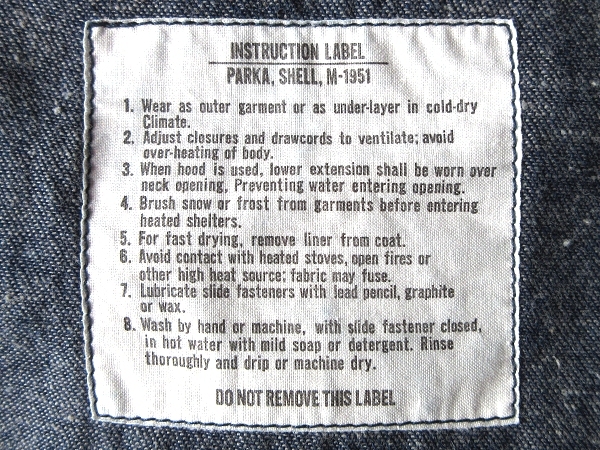 INSTRUCTION LABEL
PARKA, SHELL, M-1951
1. Wear as outer garment or as under-layer in cold-dry
Climate.
2. Adjust closures and drawcords to ventilate; avoid
over-heating of body.
3. When hood is used, lower extension shall be worn over
neck opening, Preventing water entering opening.
4. Brush snow or frost from garments before entering
heated shelters.
5. For fast drying, remove liner from coat.
6. Avoid contact with heated stoves, open fires or
other high heat source; fabric may fuse.
7. Lubricate slide fasteners with lead pencil, graphite
or wax.
8. Wash by hand or machine, with slide fastener closed,
in hot water with mild soap or detergent. Rinse
thoroughly and drip or machine dry.
DO NOT REMOVE THIS LABEL